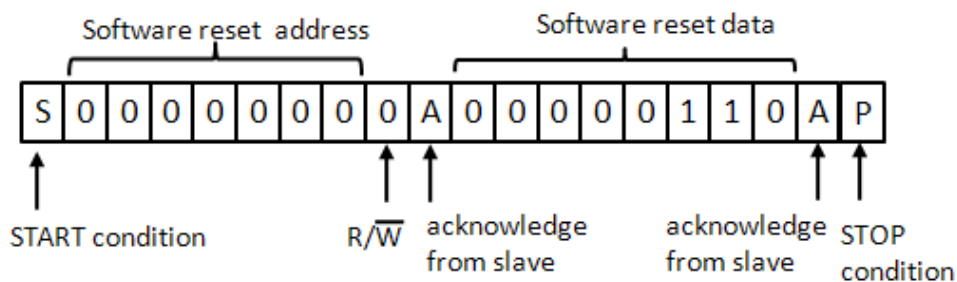 Software reset address
Software reset data
S 0 0 0 0 0 0 0 0 A 0 0 0 0 0 1 1 0 A P
START condition
R/W̅
acknowledge
from slave
acknowledge
from slave
STOP
condition